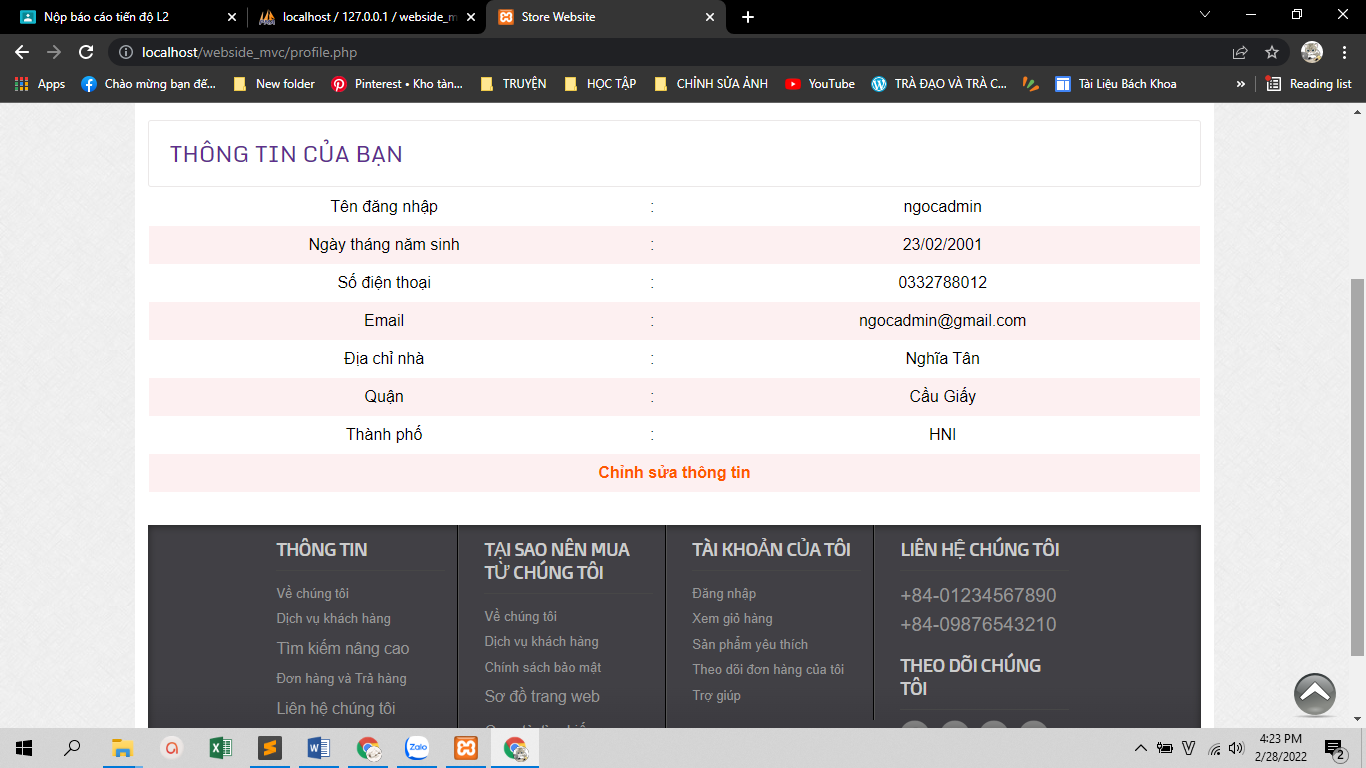 Nộp báo cáo tiến độ L2
localhost / 127.0.0.1 / webside_m
Store Website
localhost/webside_mvc/profile.php
Apps
Chào mừng bạn đế...
New folder
Pinterest • Kho tàn...
TRUYỆN
HỌC TẬP
CHỈNH SỬA ẢNH
YouTube
TRÀ ĐẠO VÀ TRÀ C...
Tài Liệu Bách Khoa
»
Reading list
THÔNG TIN CỦA BẠN
Tên đăng nhập : ngocadmin
Ngày tháng năm sinh : 23/02/2001
Số điện thoại : 0332788012
Email : ngocadmin@gmail.com
Địa chỉ nhà : Nghĩa Tân
Quận : Cầu Giấy
Thành phố : HNI
Chỉnh sửa thông tin
THÔNG TIN
Về chúng tôi
Dịch vụ khách hàng
Tìm kiếm nâng cao
Đơn hàng và Trả hàng
Liên hệ chúng tôi
TẠI SAO NÊN MUA
TỪ CHÚNG TÔI
Về chúng tôi
Dịch vụ khách hàng
Chính sách bảo mật
Sơ đồ trang web
TÀI KHOẢN CỦA TÔI
Đăng nhập
Xem giỏ hàng
Sản phẩm yêu thích
Theo dõi đơn hàng của tôi
Trợ giúp
LIÊN HỆ CHÚNG TÔI
+84-01234567890
+84-09876543210
THEO DÕI CHÚNG
TÔI
Zalo
4:23 PM
2/28/2022
2